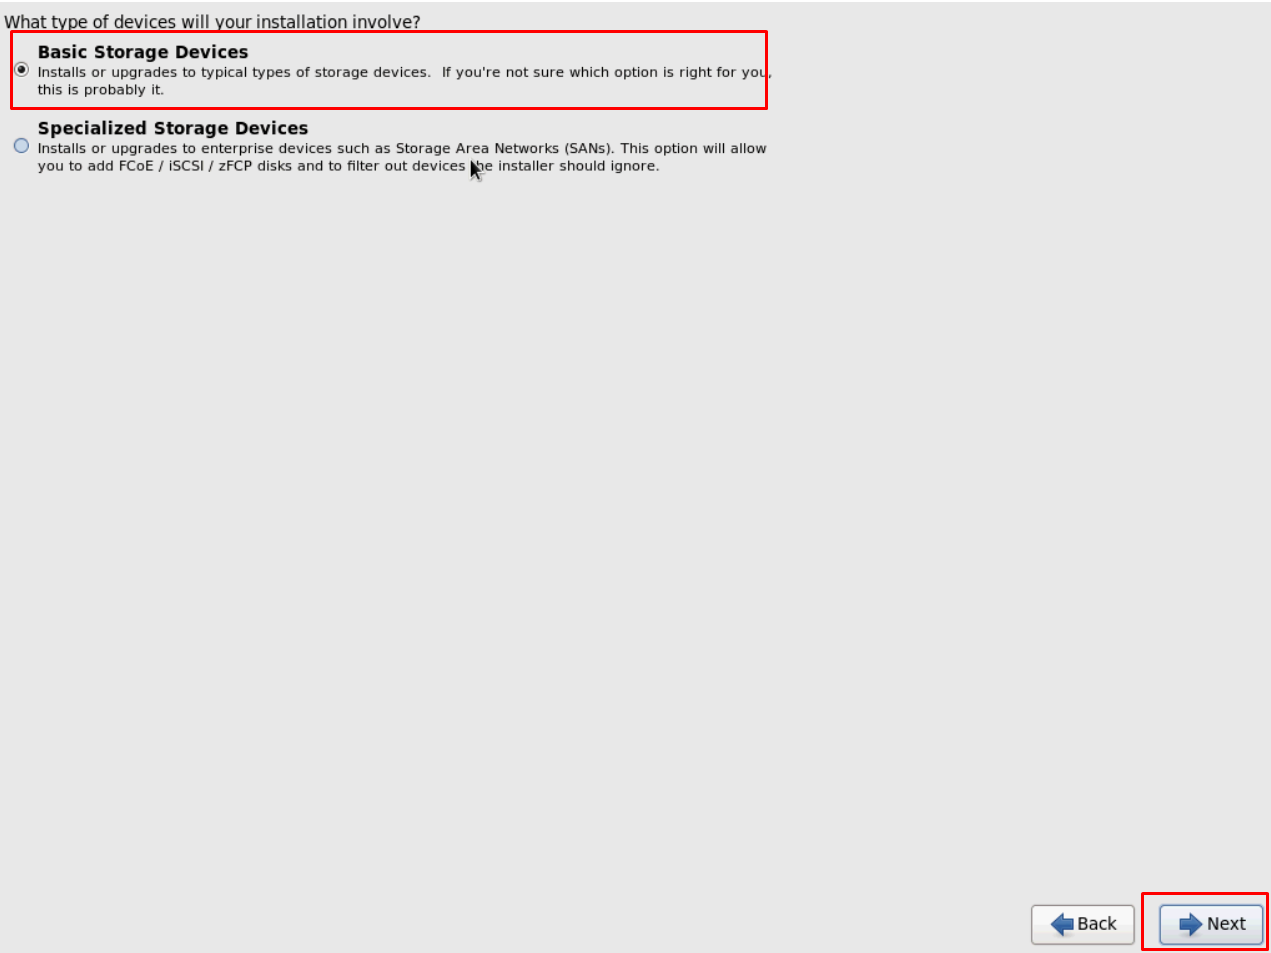 What type of devices will your installation involve?
Basic Storage Devices
Installs or upgrades to typical types of storage devices.  If you're not sure which option is right for you,
this is probably it.
Specialized Storage Devices
Installs or upgrades to enterprise devices such as Storage Area Networks (SANs). This option will allow
you to add FCoE / iSCSI / zFCP disks and to filter out devices the installer should ignore.
Back
Next